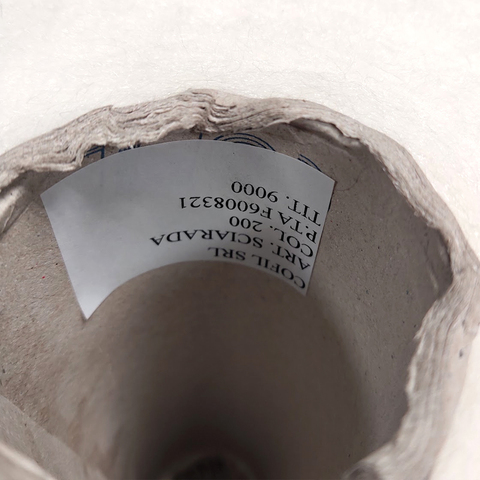 COFIL SRL
ART. SCIARADA
COL. 200
P.TA F6008321
TIT. 9000